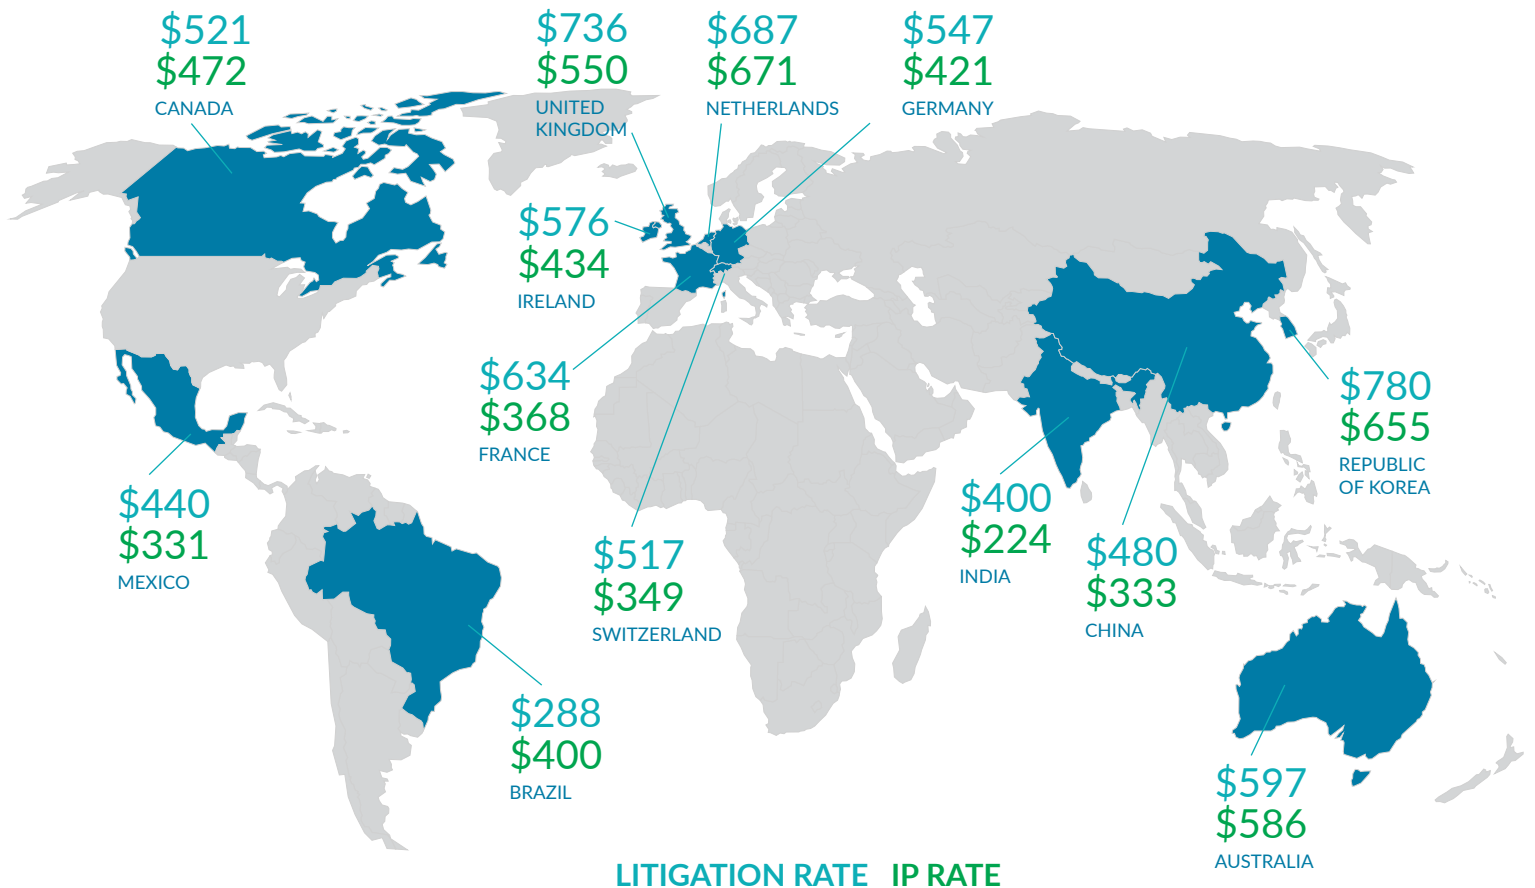 $521
$472
CANADA
$736
$550
UNITED
KINGDOM
$687
$671
NETHERLANDS
$547
$421
GERMANY
$576
$434
IRELAND
$634
$368
FRANCE
$780
$655
REPUBLIC
OF KOREA
$440
$331
MEXICO
$517
$349
SWITZERLAND
$400
$224
INDIA
$480
$333
CHINA
$288
$400
BRAZIL
$597
$586
AUSTRALIA
LITIGATION RATE IP RATE